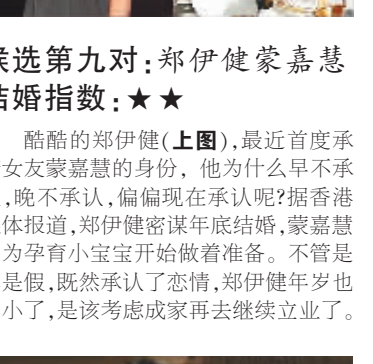 候选第九对:郑伊健蒙嘉慧
结婚指数:★★
酷酷的郑伊健(上图),最近首度承
女友蒙嘉慧的身份，他为什么早不承
,晚不承认,偏偏现在承认呢?据香港
体报道,郑伊健密谋年底结婚,蒙嘉慧
为孕育小宝宝开始做着准备。不管是
是假,既然承认了恋情,郑伊健年岁也
小了,是该考虑成家再去继续立业了。